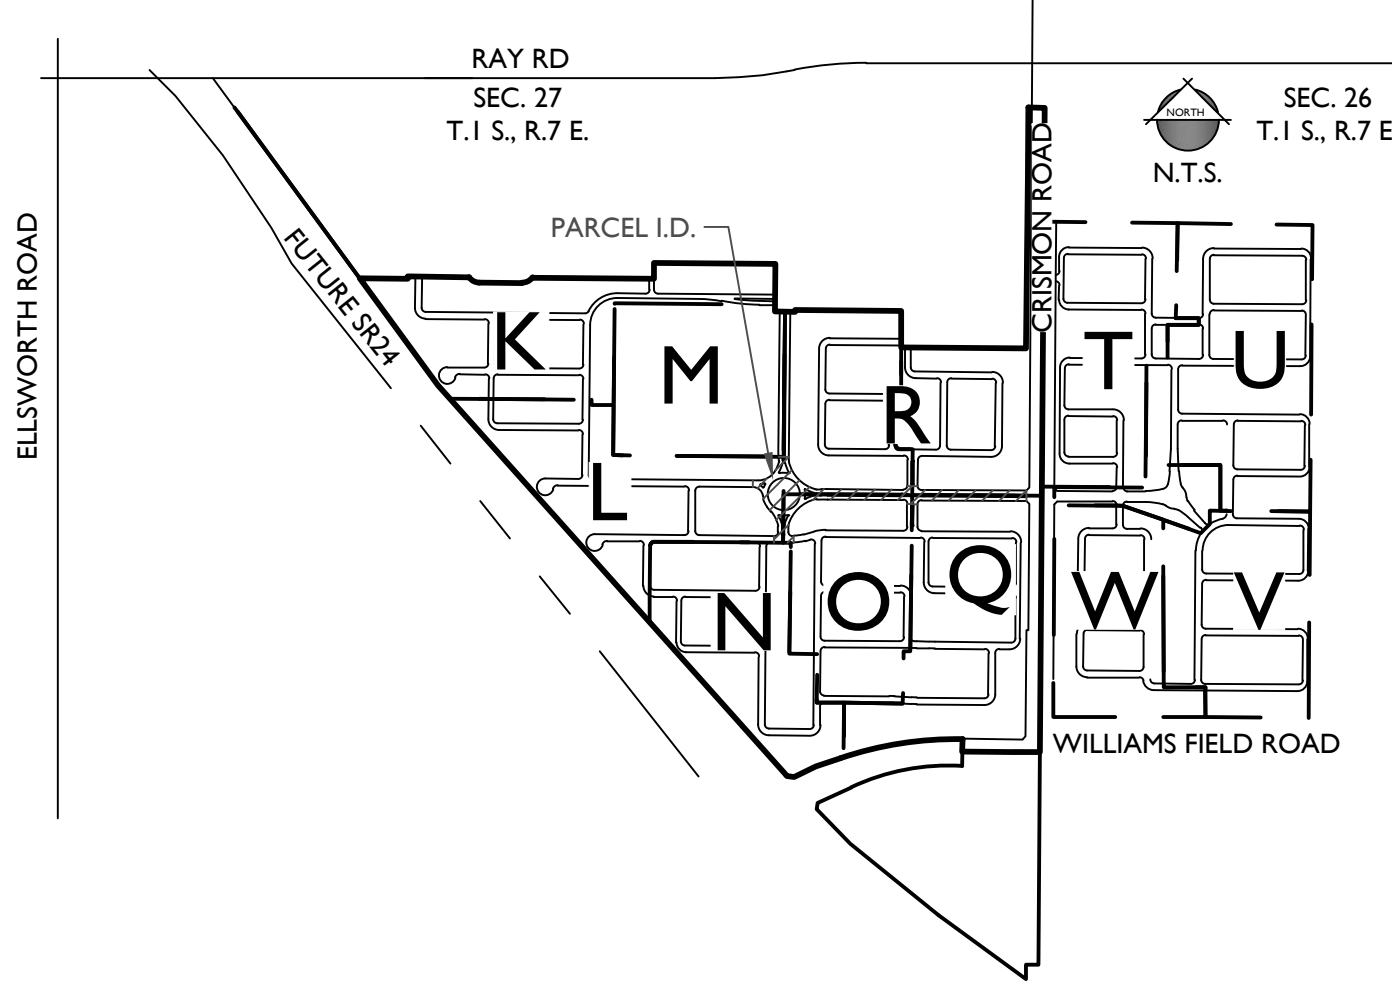 RAY RD
SEC. 27
T.1 S., R.7 E.
NORTH
N.T.S.
SEC. 26
T.1 S., R.7 E
ELLSWORTH ROAD
FUTURE SR24
PARCEL I.D.
CRISMON ROAD
K
M
R
T
U
L
N
O
Q
W
V
WILLIAMS FIELD ROAD